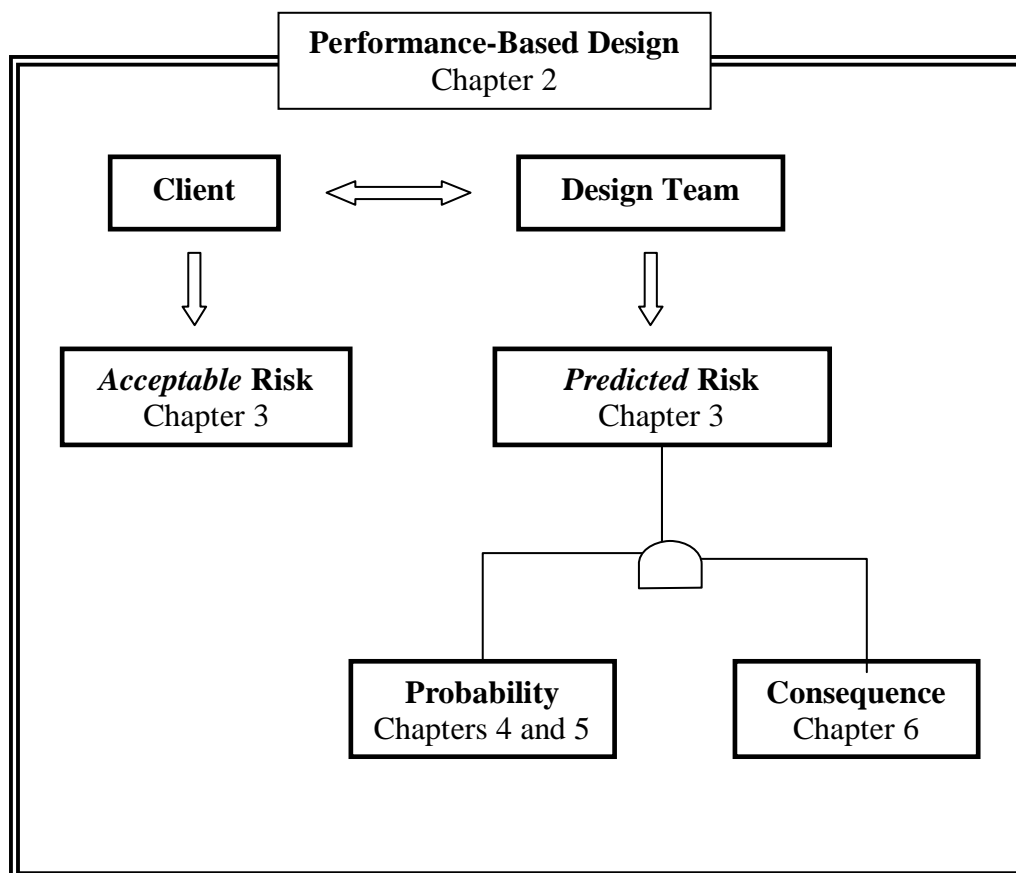 Performance-Based Design
Chapter 2
Client
Design Team
Acceptable Risk
Chapter 3
Predicted Risk
Chapter 3
Probability
Chapters 4 and 5
Consequence
Chapter 6